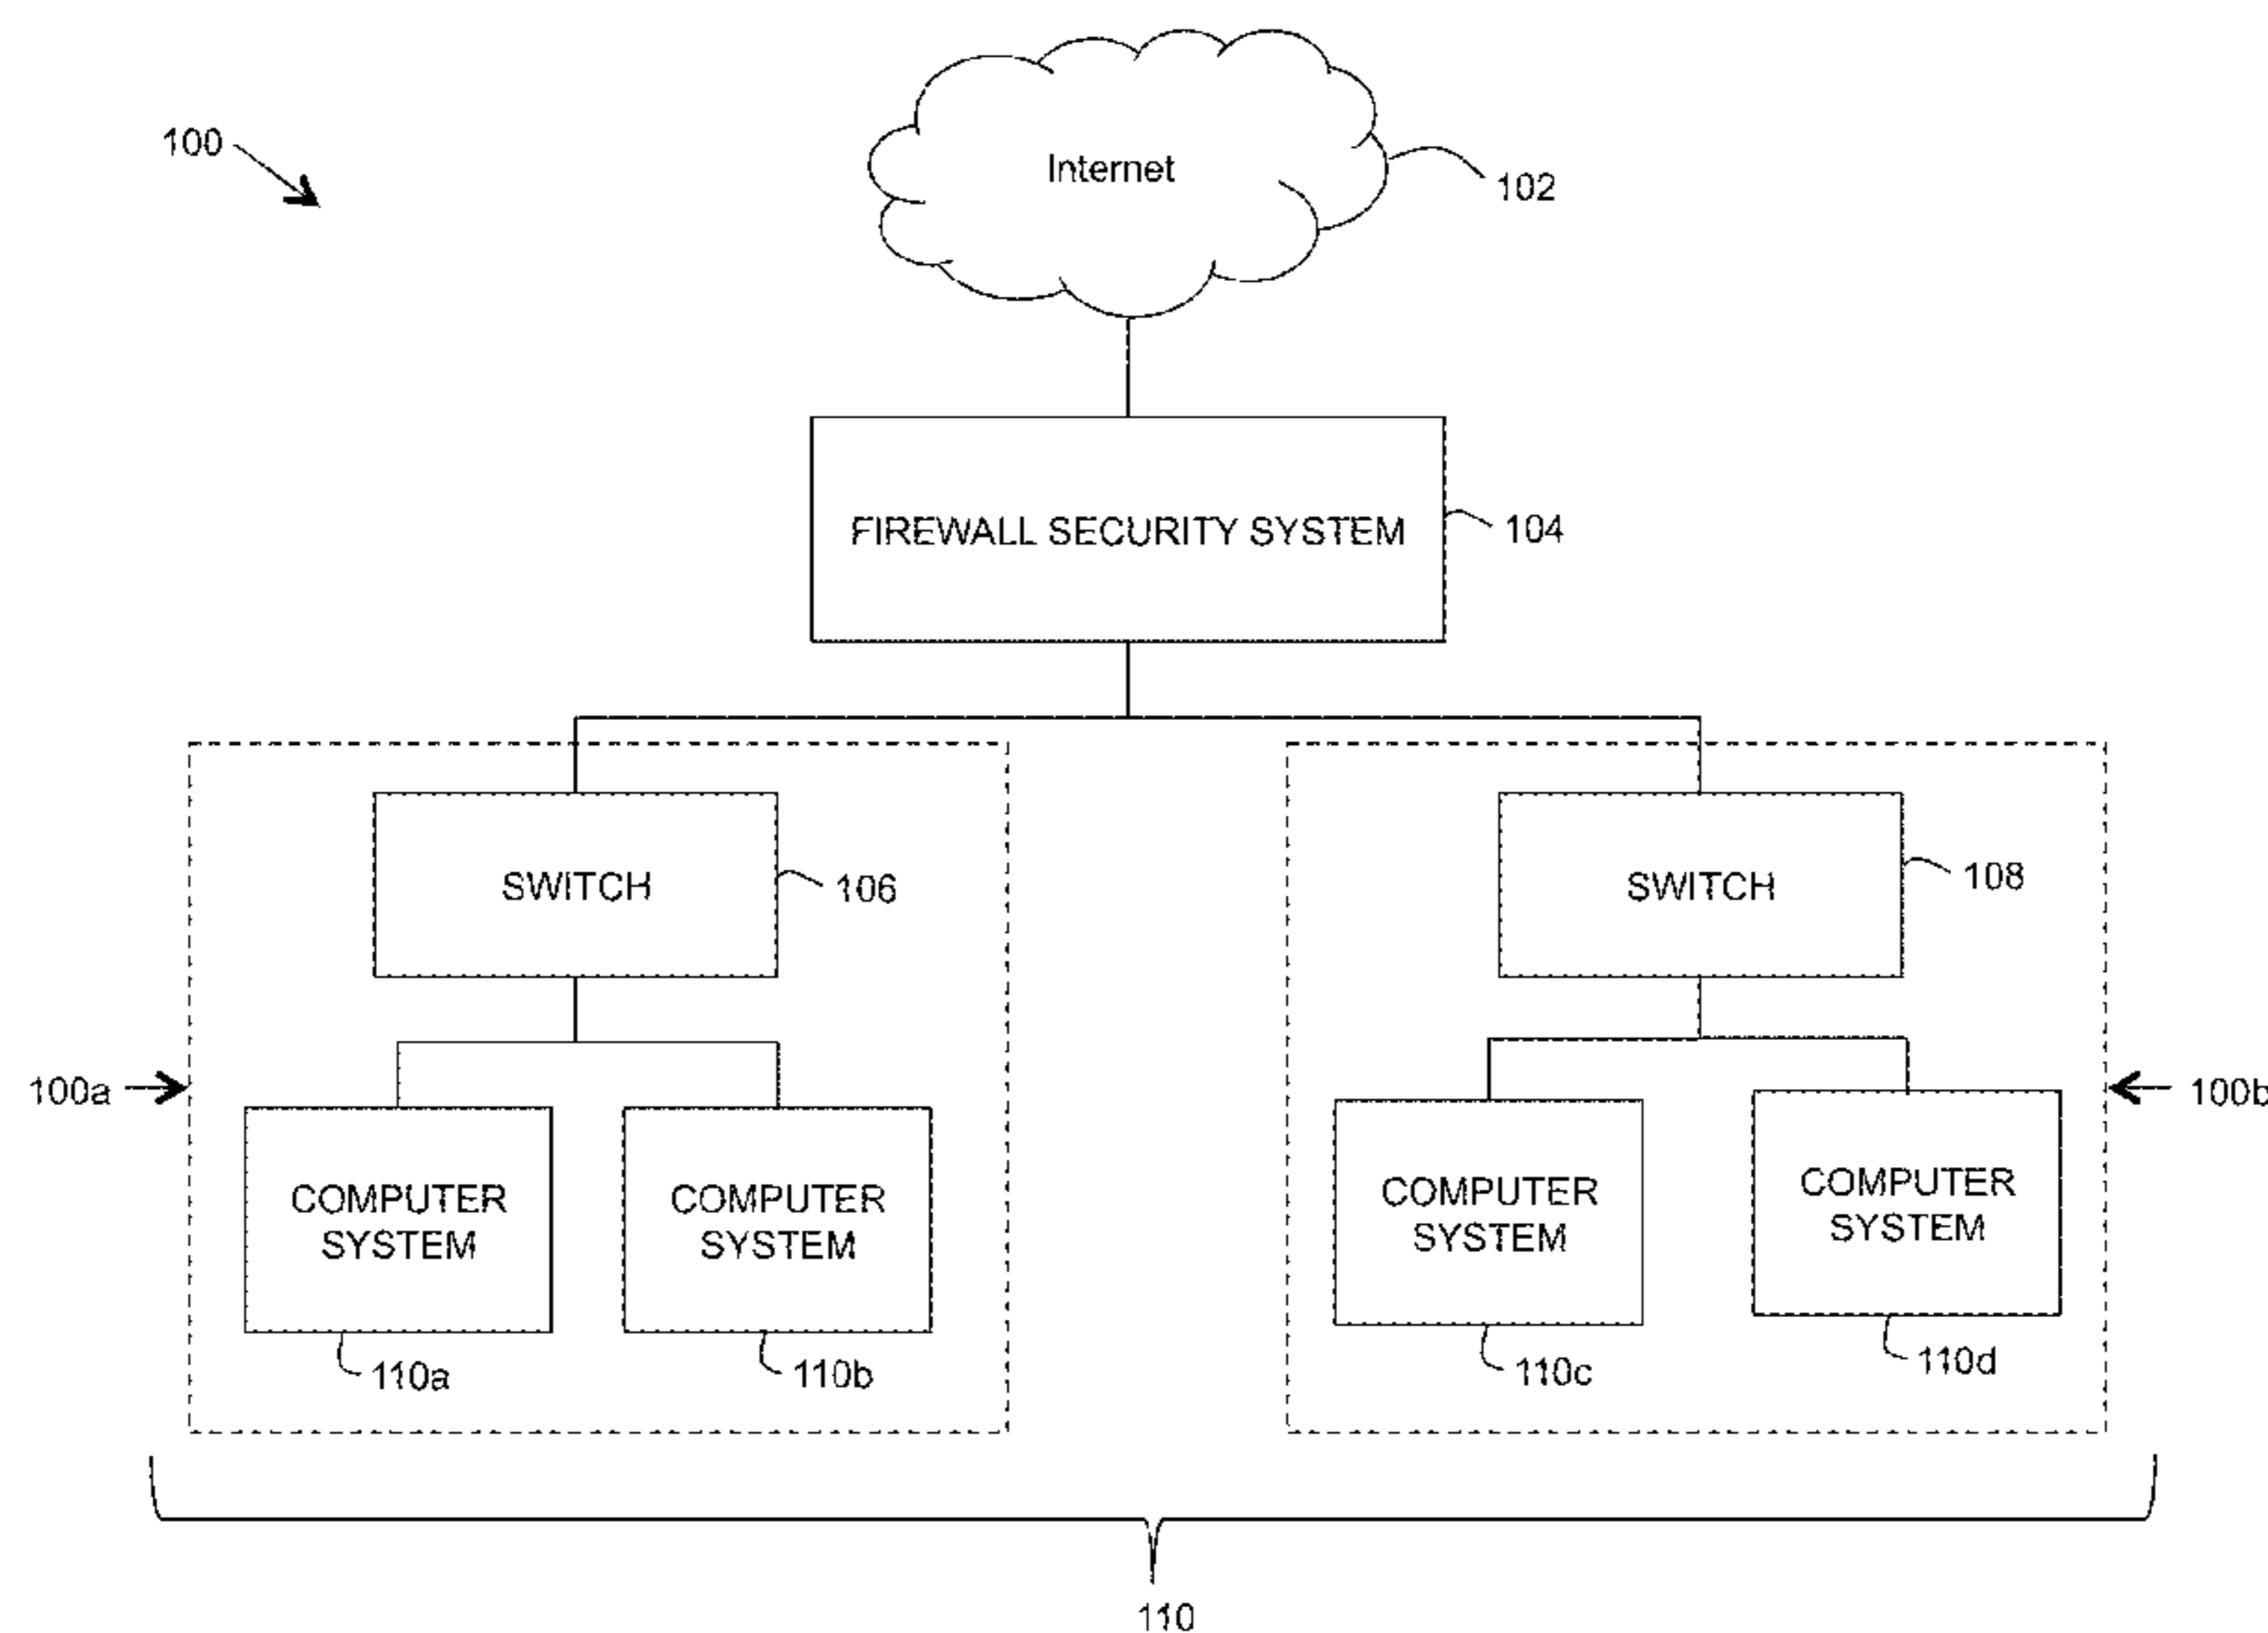 100
Internet
102
FIREWALL SECURITY SYSTEM
104
SWITCH
106
SWITCH
108
100a
100b
COMPUTER
SYSTEM
COMPUTER
SYSTEM
COMPUTER
SYSTEM
COMPUTER
SYSTEM
110a
110b
110c
110d
110